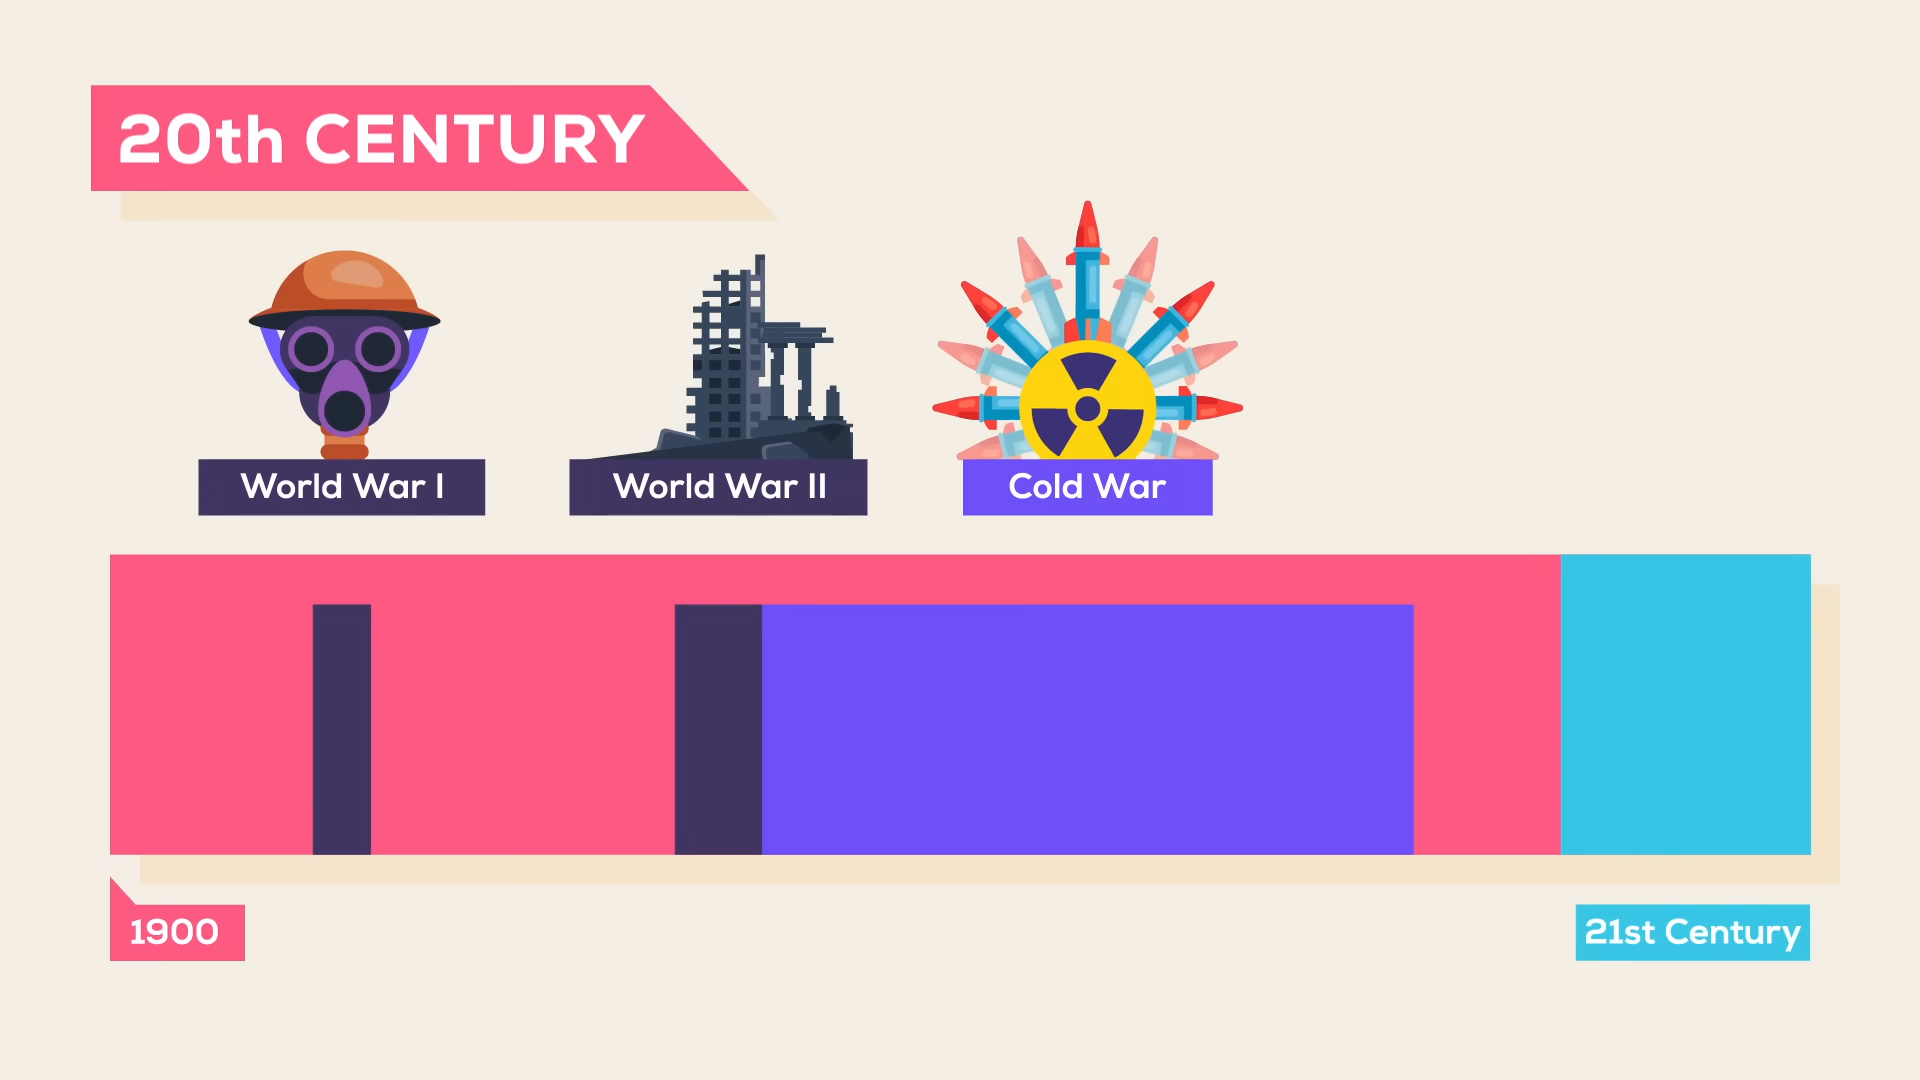 20th CENTURY
World War I
World War II
Cold War
1900
21st Century